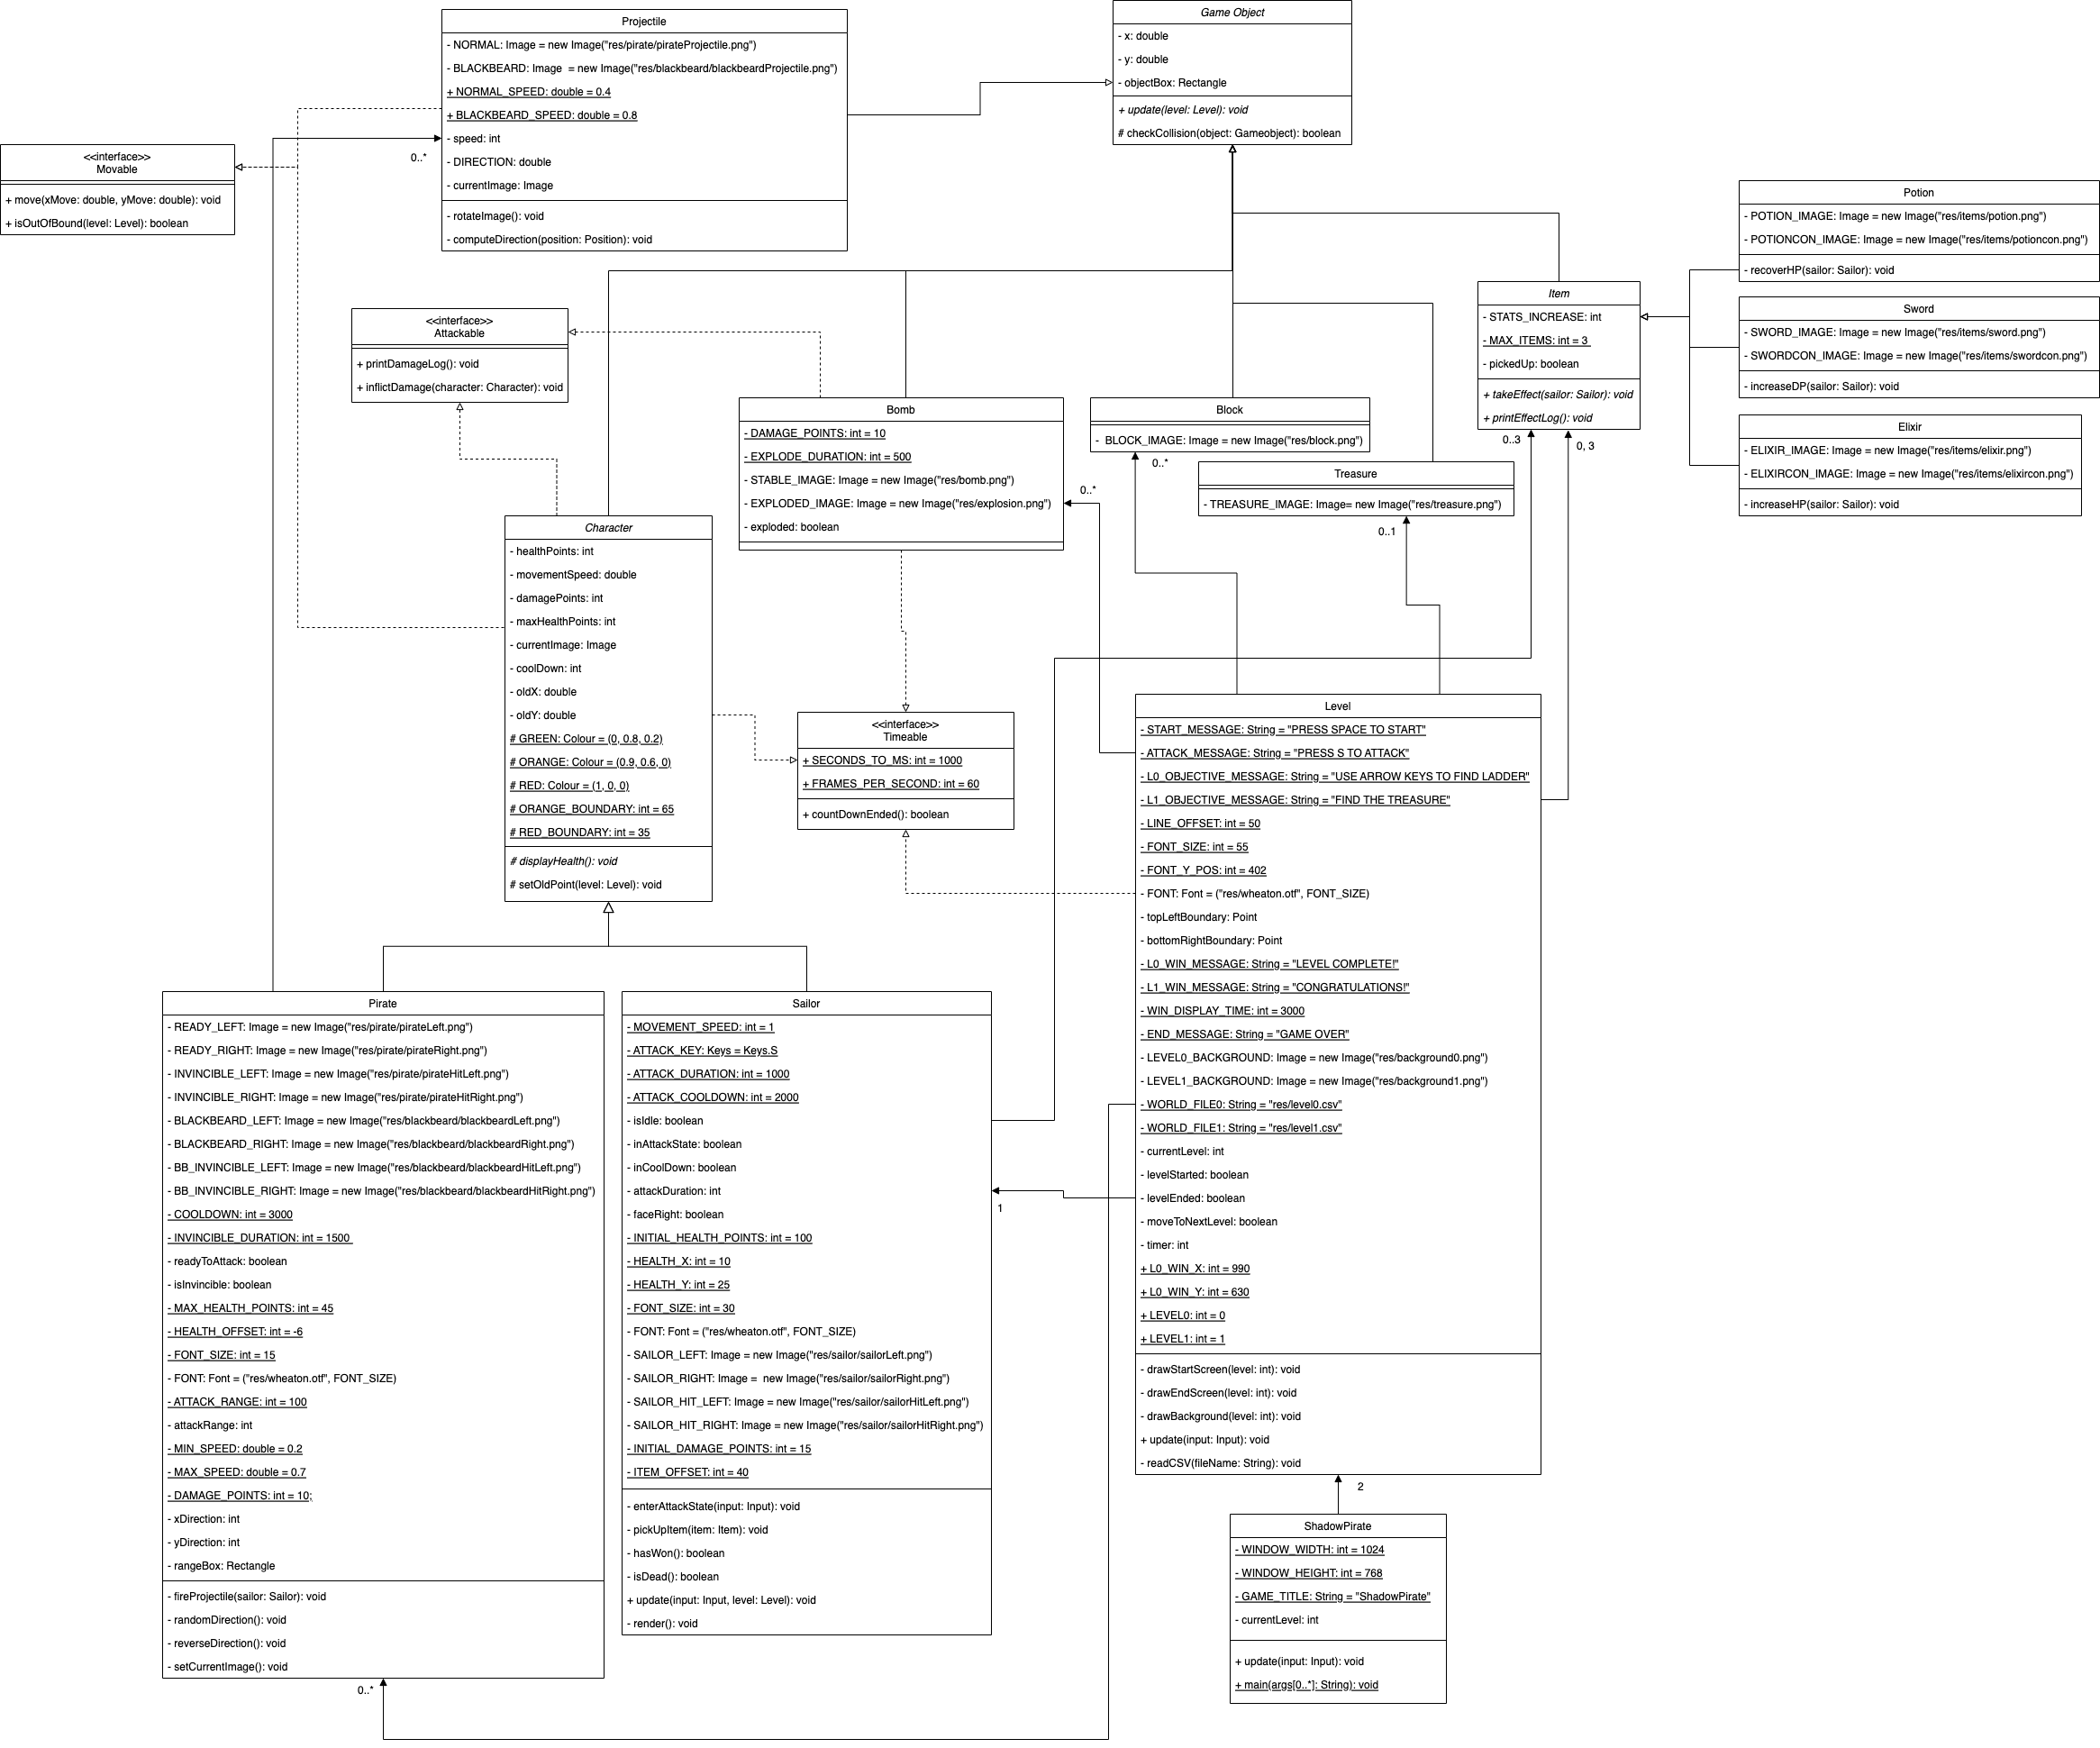 Projectile
- NORMAL: Image = new Image("res/pirate/pirateProjectile.png")
- BLACKBEARD: Image = new Image("res/blackbeard/blackbeardProjectile.png")
+ NORMAL_SPEED: double = 0.4
+ BLACKBEARD_SPEED: double = 0.8
- speed: int
- DIRECTION: double
- currentImage: Image
- rotateImage(): void
- computeDirection(position: Position): void
0..*
Game Object
- x: double
- y: double
- objectBox: Rectangle
+ update(level: Level): void
# checkCollision(object: Gameobject): boolean
<<interface>>
Movable
+ move(xMove: double, yMove: double): void
+ isOutOfBound(level: Level): boolean
Potion
- POTION_IMAGE: Image = new Image("res/items/potion.png")
- POTIONCON_IMAGE: Image = new Image("res/items/potioncon.png")
- recoverHP(sailor: Sailor): void
Item
- STATS_INCREASE: int
- MAX_ITEMS: int = 3
- pickedUp: boolean
+ takeEffect(sailor: Sailor): void
+ printEffectLog(): void
0..3
0, 3
Sword
- SWORD_IMAGE: Image = new Image("res/items/sword.png")
- SWORDCON_IMAGE: Image = new Image("res/items/swordcon.png")
- increaseDP(sailor: Sailor): void
Elixir
- ELIXIR_IMAGE: Image = new Image("res/items/elixir.png")
- ELIXIRCON_IMAGE: Image = new Image("res/items/elixircon.png")
- increaseHP(sailor: Sailor): void
<<interface>>
Attackable
+ printDamageLog(): void
+ inflictDamage(character: Character): void
Bomb
- DAMAGE_POINTS: int = 10
- EXPLODE_DURATION: int = 500
- STABLE_IMAGE: Image = new Image("res/bomb.png")
- EXPLODED_IMAGE: Image = new Image("res/explosion.png")
- exploded: boolean
0..*
Block
- BLOCK_IMAGE: Image = new Image("res/block.png")
0..*
Treasure
- TREASURE_IMAGE: Image= new Image("res/treasure.png")
0..1
Character
- healthPoints: int
- movementSpeed: double
- damagePoints: int
- maxHealthPoints: int
- currentImage: Image
- coolDown: int
- oldX: double
- oldY: double
# GREEN: Colour = (0, 0.8, 0.2)
# ORANGE: Colour = (0.9, 0.6, 0)
# RED: Colour = (1, 0, 0)
# ORANGE_BOUNDARY: int = 65
# RED_BOUNDARY: int = 35
# displayHealth(): void
# setOldPoint(level: Level): void
<<interface>>
Timeable
+ SECONDS_TO_MS: int = 1000
+ FRAMES_PER_SECOND: int = 60
+ countDownEnded(): boolean
Level
- START_MESSAGE: String = "PRESS SPACE TO START"
- ATTACK_MESSAGE: String = "PRESS S TO ATTACK"
- L0_OBJECTIVE_MESSAGE: String = "USE ARROW KEYS TO FIND LADDER"
- L1_OBJECTIVE_MESSAGE: String = "FIND THE TREASURE"
- LINE_OFFSET: int = 50
- FONT_SIZE: int = 55
- FONT_Y_POS: int = 402
- FONT: Font = ("res/wheaton.otf", FONT_SIZE)
- topLeftBoundary: Point
- bottomRightBoundary: Point
- L0_WIN_MESSAGE: String = "LEVEL COMPLETE!"
- L1_WIN_MESSAGE: String = "CONGRATULATIONS!"
- WIN_DISPLAY_TIME: int = 3000
- END_MESSAGE: String = "GAME OVER"
- LEVEL0_BACKGROUND: Image = new Image("res/background0.png")
- LEVEL1_BACKGROUND: Image = new Image("res/background1.png")
- WORLD_FILE0: String = "res/level0.csv"
- WORLD_FILE1: String = "res/level1.csv"
- currentLevel: int
- levelStarted: boolean
- levelEnded: boolean
- moveToNextLevel: boolean
- timer: int
+ L0_WIN_X: int = 990
+ L0_WIN_Y: int = 630
+ LEVEL0: int = 0
+ LEVEL1: int = 1
- drawStartScreen(level: int): void
- drawEndScreen(level: int): void
- drawBackground(level: int): void
+ update(input: Input): void
- readCSV(fileName: String): void
2
Pirate
- READY_LEFT: Image = new Image("res/pirate/pirateLeft.png")
- READY_RIGHT: Image = new Image("res/pirate/pirateRight.png")
- INVINCIBLE_LEFT: Image = new Image("res/pirate/pirateHitLeft.png")
- INVINCIBLE_RIGHT: Image = new Image("res/pirate/pirateHitRight.png")
- BLACKBEARD_LEFT: Image = new Image("res/blackbeard/blackbeardLeft.png")
- BLACKBEARD_RIGHT: Image = new Image("res/blackbeard/blackbeardRight.png")
- BB_INVINCIBLE_LEFT: Image = new Image("res/blackbeard/blackbeardHitLeft.png")
- BB_INVINCIBLE_RIGHT: Image = new Image("res/blackbeard/blackbeardHitRight.png")
- COOLDOWN: int = 3000
- INVINCIBLE_DURATION: int = 1500
- readyToAttack: boolean
- isInvincible: boolean
- MAX_HEALTH_POINTS: int = 45
- HEALTH_OFFSET: int = -6
- FONT_SIZE: int = 15
- FONT: Font = ("res/wheaton.otf", FONT_SIZE)
- ATTACK_RANGE: int = 100
- attackRange: int
- MIN_SPEED: double = 0.2
- MAX_SPEED: double = 0.7
- DAMAGE_POINTS: int = 10;
- xDirection: int
- yDirection: int
- rangeBox: Rectangle
- fireProjectile(sailor: Sailor): void
- randomDirection(): void
- reverseDirection(): void
- setCurrentImage(): void
0..*
Sailor
- MOVEMENT_SPEED: int = 1
- ATTACK_KEY: Keys = Keys.S
- ATTACK_DURATION: int = 1000
- ATTACK_COOLDOWN: int = 2000
- isIdle: boolean
- inAttackState: boolean
- inCoolDown: boolean
- attackDuration: int
- faceRight: boolean
- INITIAL_HEALTH_POINTS: int = 100
- HEALTH_X: int = 10
- HEALTH_Y: int = 25
- FONT_SIZE: int = 30
- FONT: Font = ("res/wheaton.otf", FONT_SIZE)
- SAILOR_LEFT: Image = new Image("res/sailor/sailorLeft.png")
- SAILOR_RIGHT: Image = new Image("res/sailor/sailorRight.png")
- SAILOR_HIT_LEFT: Image = new Image("res/sailor/sailorHitLeft.png")
- SAILOR_HIT_RIGHT: Image = new Image("res/sailor/sailorHitRight.png")
- INITIAL_DAMAGE_POINTS: int = 15
- ITEM_OFFSET: int = 40
- enterAttackState(input: Input): void
- pickUpItem(item: Item): void
- hasWon(): boolean
- isDead(): boolean
+ update(input: Input, level: Level): void
- render(): void
1
ShadowPirate
- WINDOW_WIDTH: int = 1024
- WINDOW_HEIGHT: int = 768
- GAME_TITLE: String = "ShadowPirate"
- currentLevel: int
+ update(input: Input): void
+ main(args[0..*]: String): void